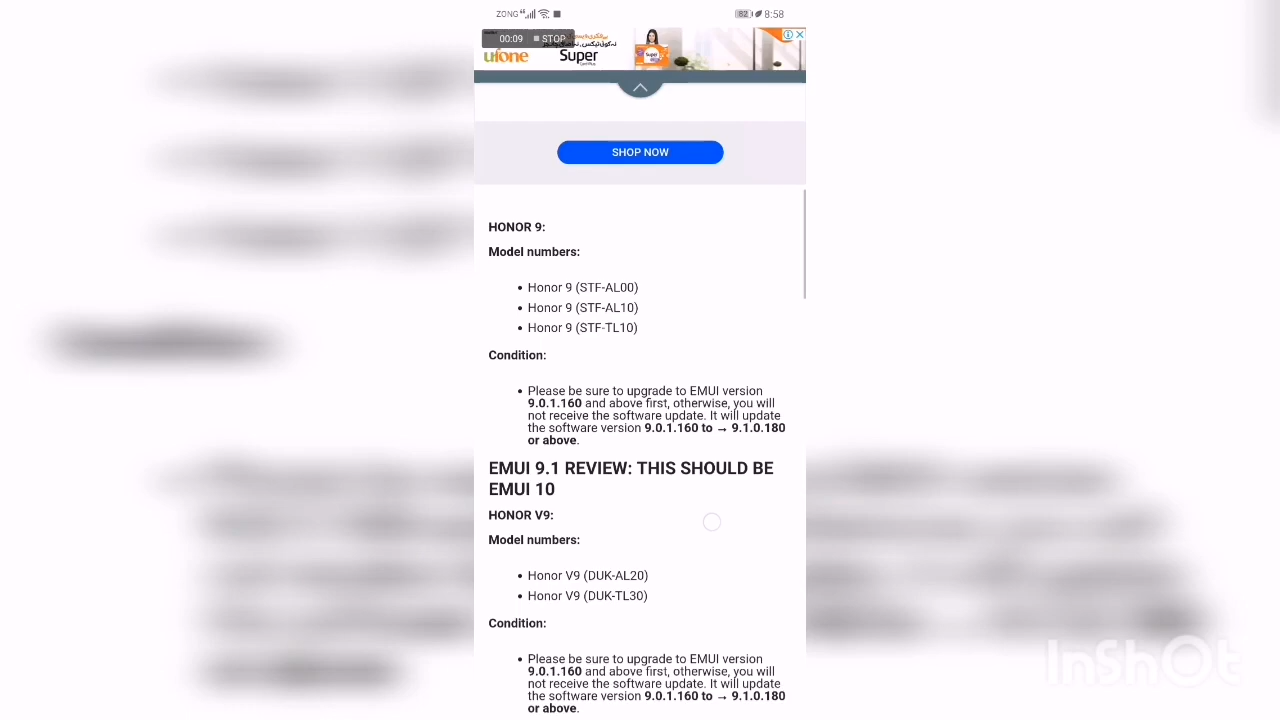 ZONG
82
8:58
00:09
STOP
ufone
Super
Super
SHOP NOW
HONOR 9:
Model numbers:
• Honor 9 (STF-AL00)
• Honor 9 (STF-AL10)
• Honor 9 (STF-TL10)
Condition:
• Please be sure to upgrade to EMUI version
9.0.1.160 and above first, otherwise, you will
not receive the software update. It will update
the software version 9.0.1.160 to → 9.1.0.180
or above.
EMUI 9.1 REVIEW: THIS SHOULD BE
EMUI 10
HONOR V9:
Model numbers:
• Honor V9 (DUK-AL20)
• Honor V9 (DUK-TL30)
Condition:
• Please be sure to upgrade to EMUI version
9.0.1.160 and above first, otherwise, you will
not receive the software update. It will update
the software version 9.0.1.160 to → 9.1.0.180
or above.
InShOt